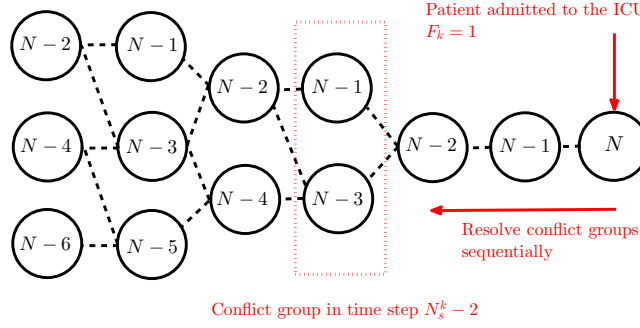 Patient admitted to the ICU
$F_k = 1$
$N-2$ $N-1$ $N-2$ $N-1$
$N-4$ $N-3$ $N-2$ $N-1$ $N$
$N-4$ $N-3$
$N-6$ $N-5$
Resolve conflict groups
sequentially
Conflict group in time step $N_s^k - 2$